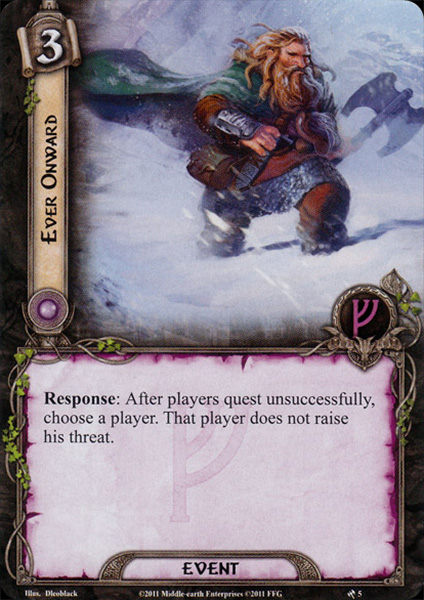 3
Ever Onward
Response: After players quest unsuccessfully,
choose a player. That player does not raise
his threat.
EVENT
Illus. Dleoblack
©2011 Middle-earth Enterprises ©2011 FFG
5